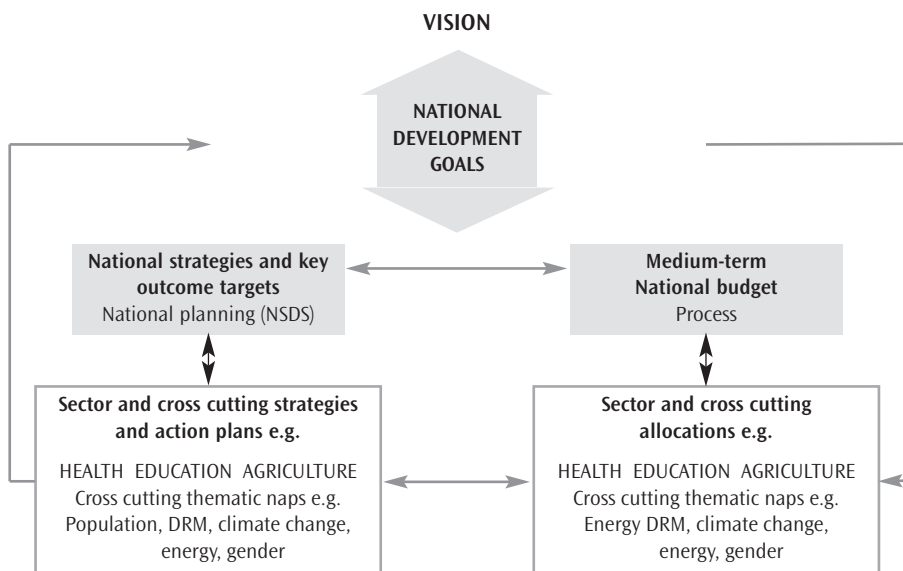 VISION
NATIONAL
DEVELOPMENT
GOALS
National strategies and key
outcome targets
National planning (NSDS)
Medium-term
National budget
Process
Sector and cross cutting strategies
and action plans e.g.
HEALTH EDUCATION AGRICULTURE
Cross cutting thematic naps e.g.
Population, DRM, climate change,
energy, gender
Sector and cross cutting
allocations e.g.
HEALTH EDUCATION AGRICULTURE
Cross cutting thematic naps e.g.
Energy DRM, climate change,
energy, gender